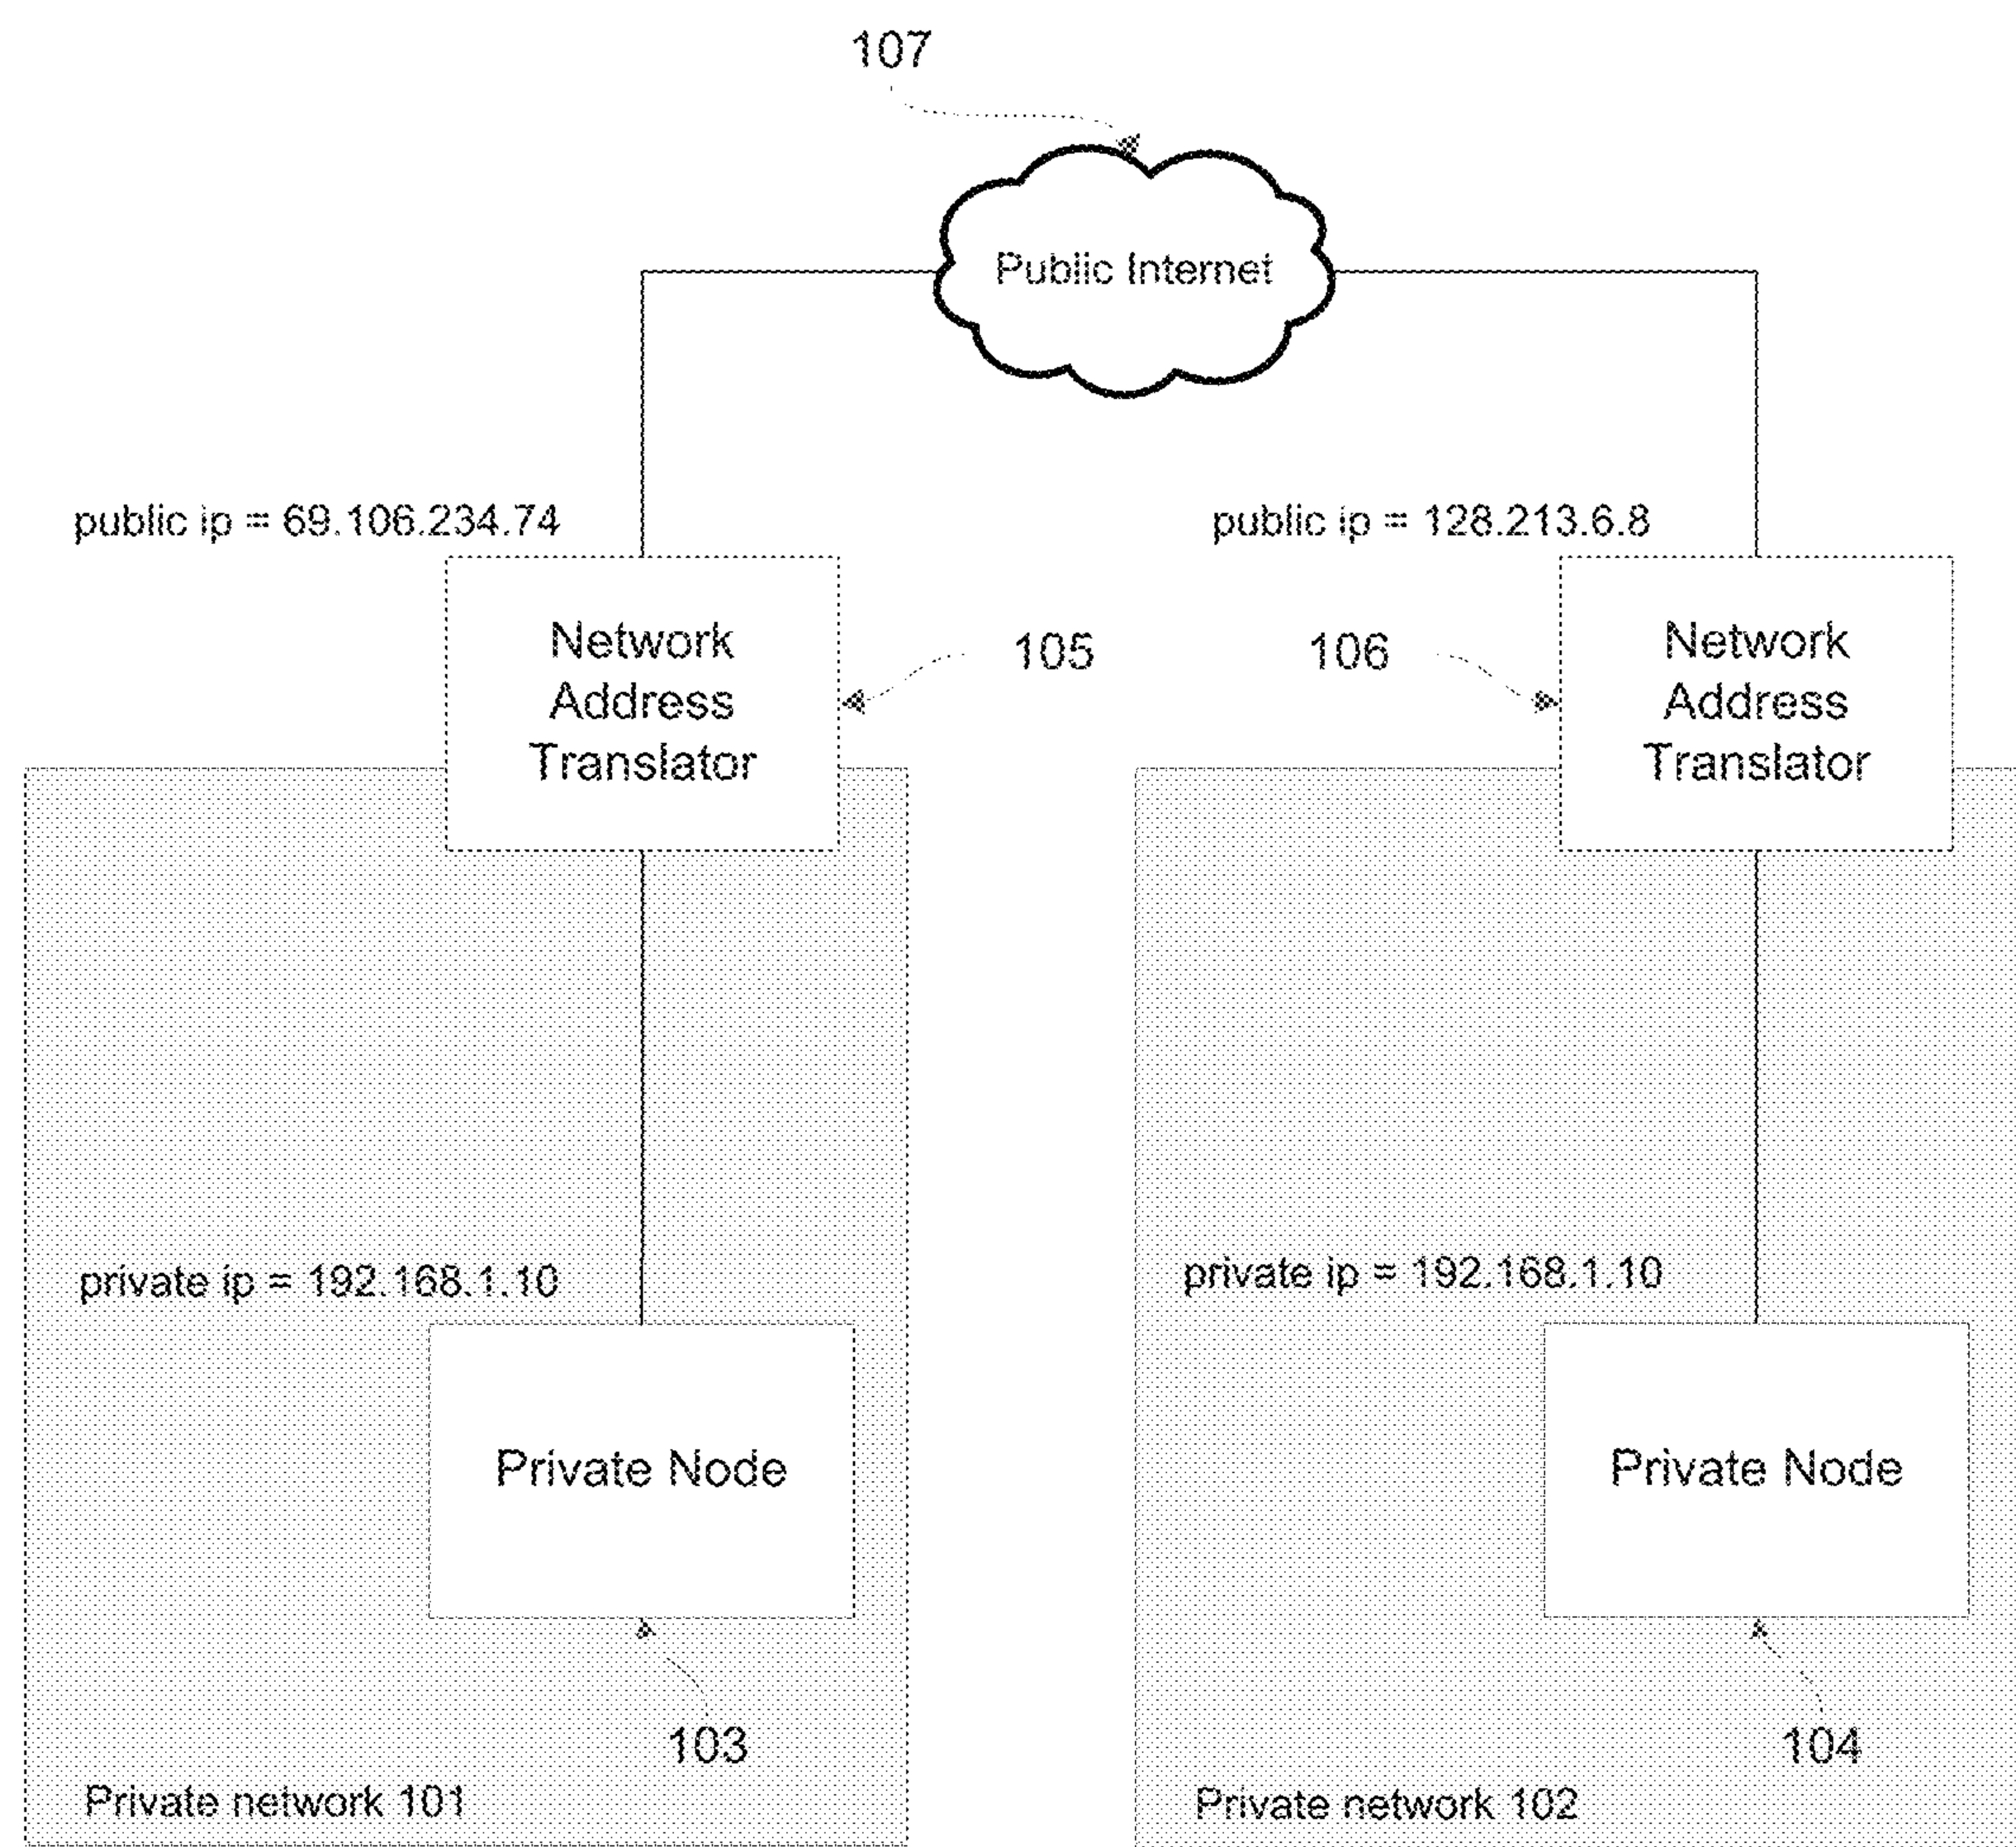 107
Public Internet
public ip = 69.106.234.74
public ip = 128.213.6.8
Network
Address
Translator
105
106
Network
Address
Translator
private ip = 192.168.1.10
private ip = 192.168.1.10
Private Node
Private Node
103
104
Private network 101
Private network 102